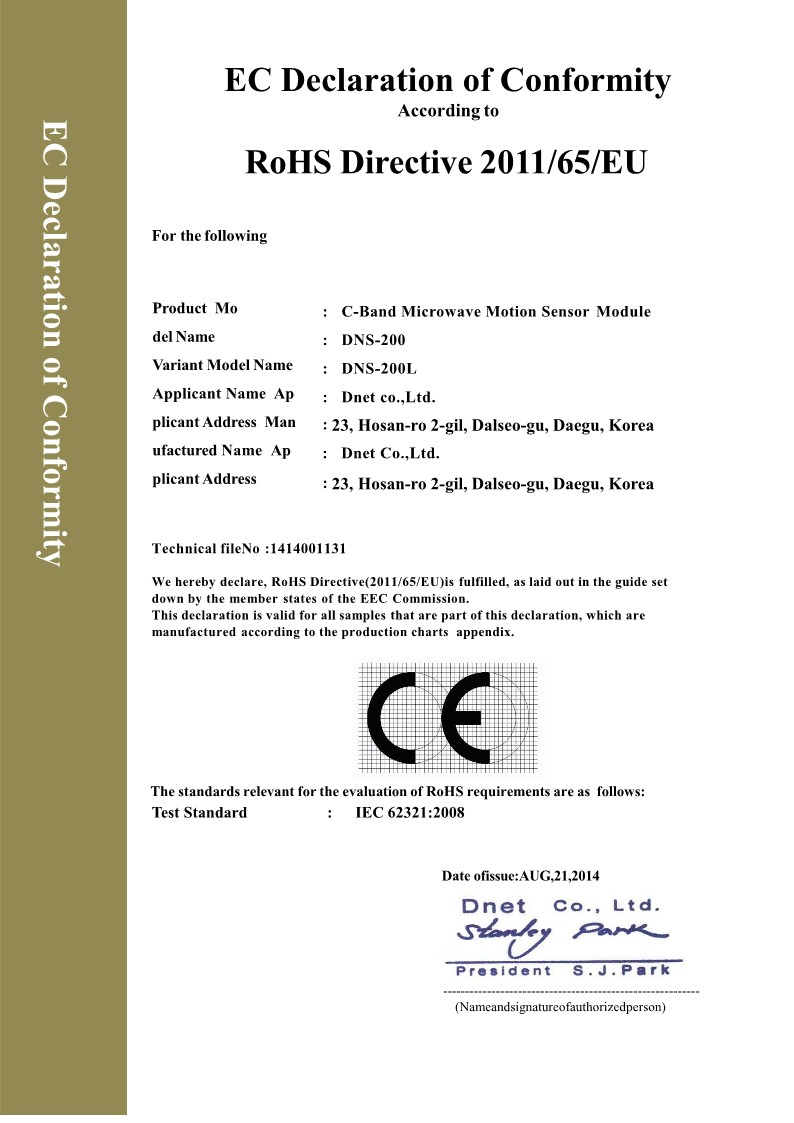 EC Declaration of Conformity
EC Declaration of Conformity
According to
RoHS Directive 2011/65/EU
For the following
Product Mo : C-Band Microwave Motion Sensor Module
del Name : DNS-200
Variant Model Name : DNS-200L
Applicant Name Ap : Dnet co.,Ltd.
plicant Address Man : 23, Hosan-ro 2-gil, Dalseo-gu, Daegu, Korea
ufactured Name Ap : Dnet Co.,Ltd.
plicant Address : 23, Hosan-ro 2-gil, Dalseo-gu, Daegu, Korea
Technical fileNo :1414001131
We hereby declare, RoHS Directive(2011/65/EU)is fulfilled, as laid out in the guide set
down by the member states of the EEC Commission.
This declaration is valid for all samples that are part of this declaration, which are
manufactured according to the production charts appendix.
CE
The standards relevant for the evaluation of RoHS requirements are as follows:
Test Standard : IEC 62321:2008
Date ofissue:AUG,21,2014
Dnet Co., Ltd.
Stanley Park
President S.J.Park
(Nameandsignatureofauthorizedperson)